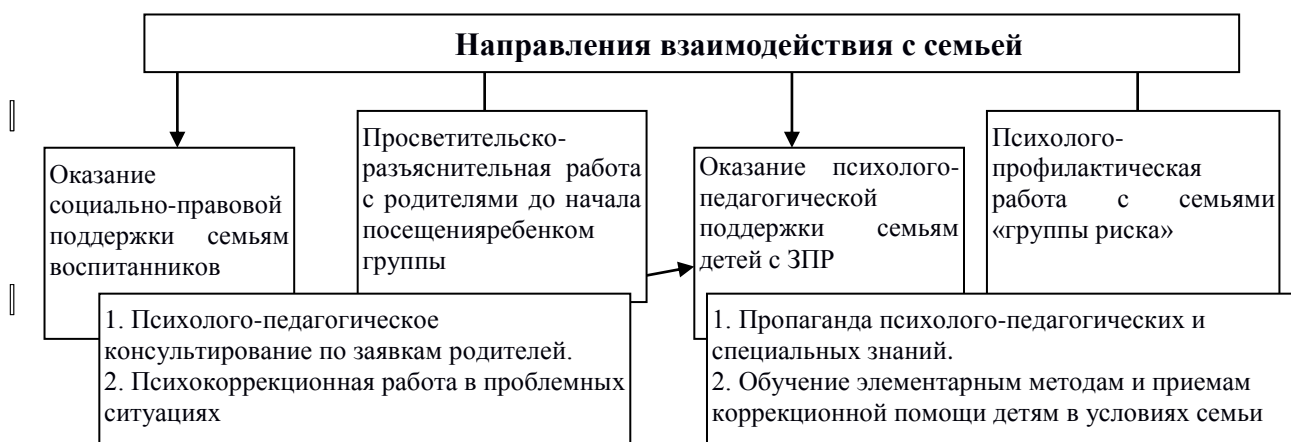 Направления взаимодействия с семьей
Оказание
социально-правовой
поддержки семьям
воспитанников
Просветительско-
разъяснительная работа
с родителями до начала
посещенияребенком
группы
Оказание психолого-
педагогической
поддержки семьям
детей с ЗПР
Психолого-
профилактическая
работа с семьями
«группы риска»
1. Психолого-педагогическое
консультирование по заявкам родителей.
2. Психокоррекционная работа в проблемных
ситуациях
1. Пропаганда психолого-педагогических и
специальных знаний.
2. Обучение элементарным методам и приемам
коррекционной помощи детям в условиях семьи